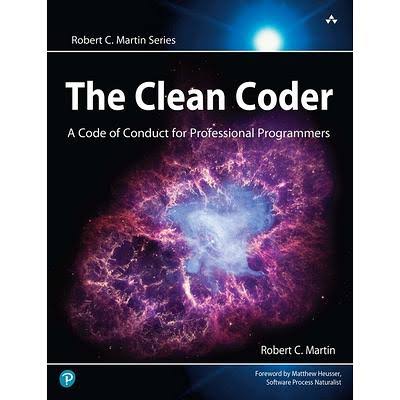 Robert C. Martin Series
The Clean Coder
A Code of Conduct for Professional Programmers
Robert C. Martin
Foreword by Matthew Heusser,
Software Process Naturalist
P